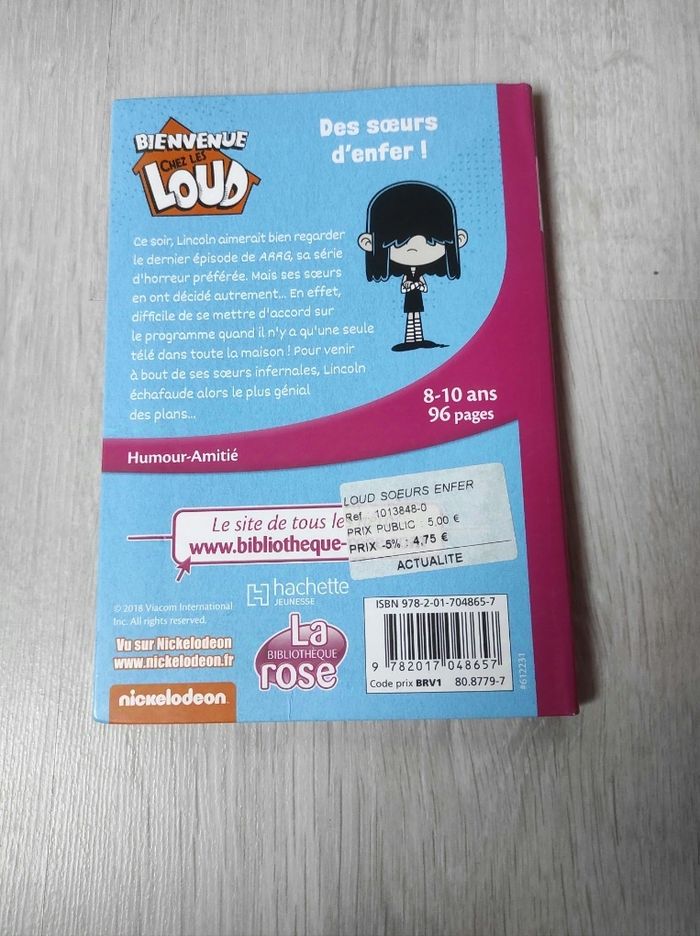 BIENVENUE
CHEZ LES
LOUD
Des sœurs
d'enfer !
Ce soir, Lincoln aimerait bien regarder
le dernier épisode de ARRG, sa série
d'horreur préférée. Mais ses sœurs
en ont décidé autrement... En effet,
difficile de se mettre d'accord sur
le programme quand il n'y a qu'une seule
télé dans toute la maison ! Pour venir
à bout de ses sœurs infernales, Lincoln
échafaude alors le plus génial
des plans...
8-10 ans
96 pages
Humour-Amitié
Le site de tous le
www.bibliotheque-
LOUD SOEURS ENFER
Ref : 1013848-0
PRIX PUBLIC : 5,00 €
PRIX -5% : 4,75 €
ACTUALITE
hachette
JEUNESSE
© 2018 Viacom International
Inc. All rights reserved.
Vu sur Nickelodeon
www.nickelodeon.fr
nickelodeon
La
BIBLIOTHÈQUE
rose
ISBN 978-2-01-704865-7
9 782017 048657
Code prix BRV1 80.8779-7
#612231